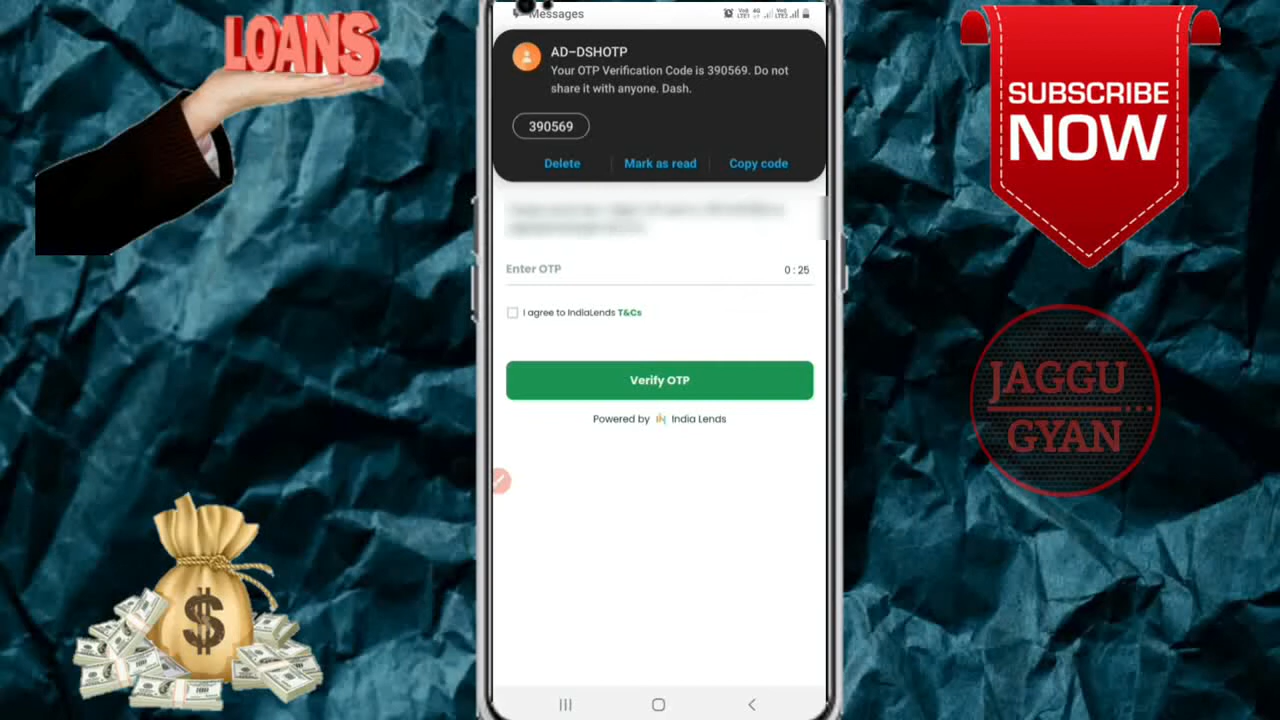 LOANS
Messages
AD-DSHOTP
Your OTP Verification Code is 390569. Do not
share it with anyone. Dash.
390569
Delete
Mark as read
Copy code
Enter OTP
0 : 25
I agree to IndiaLends T&Cs
Verify OTP
Powered by India Lends
SUBSCRIBE
NOW
JAGGU
GYAN
$